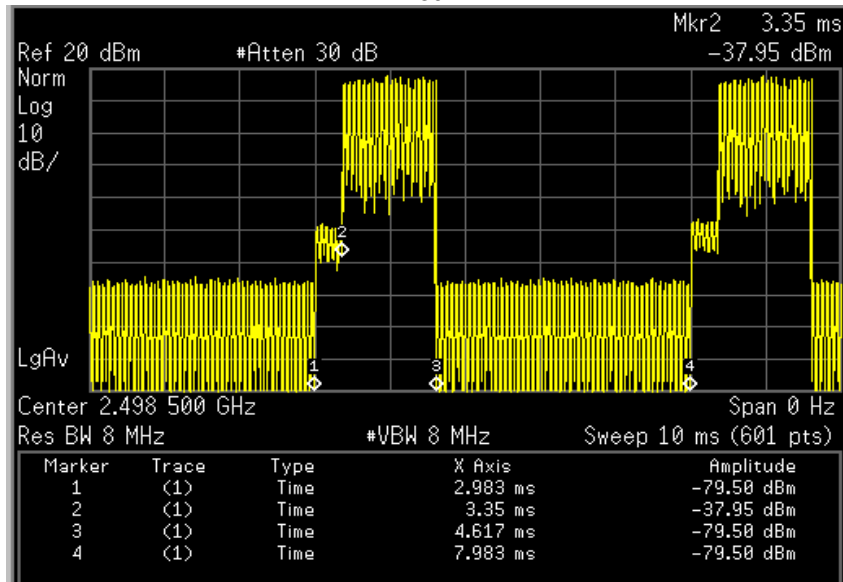 Mkr2 3.35 ms
Ref 20 dBm #Atten 30 dB -37.95 dBm
Norm
Log
10
dB/
2
LgAv
1 3 4
Center 2.498 500 GHz Span 0 Hz
Res BW 8 MHz #VBW 8 MHz Sweep 10 ms (601 pts)
Marker Trace Type X Axis Amplitude
1 (1) Time 2.983 ms -79.50 dBm
2 (1) Time 3.35 ms -37.95 dBm
3 (1) Time 4.617 ms -79.50 dBm
4 (1) Time 7.983 ms -79.50 dBm